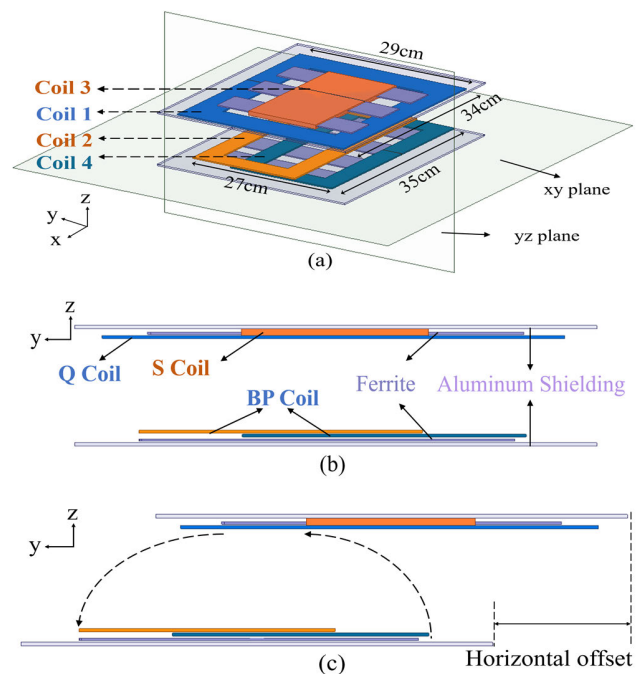 29cm
Coil 3
Coil 1
34cm
Coil 2
Coil 4
27cm
35cm
xy plane
z
y
x
yz plane
(a)
z
y
Q Coil
S Coil
BP Coil
Ferrite
Aluminum Shielding
(b)
z
y
Horizontal offset
(c)